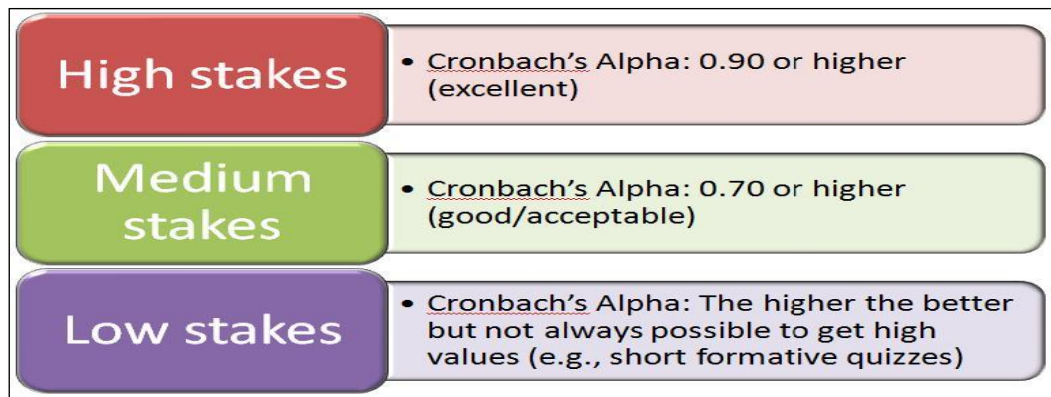 High stakes
• Cronbach's Alpha: 0.90 or higher
(excellent)
Medium
stakes
• Cronbach's Alpha: 0.70 or higher
(good/acceptable)
Low stakes
• Cronbach's Alpha: The higher the better
but not always possible to get high
values (e.g., short formative quizzes)